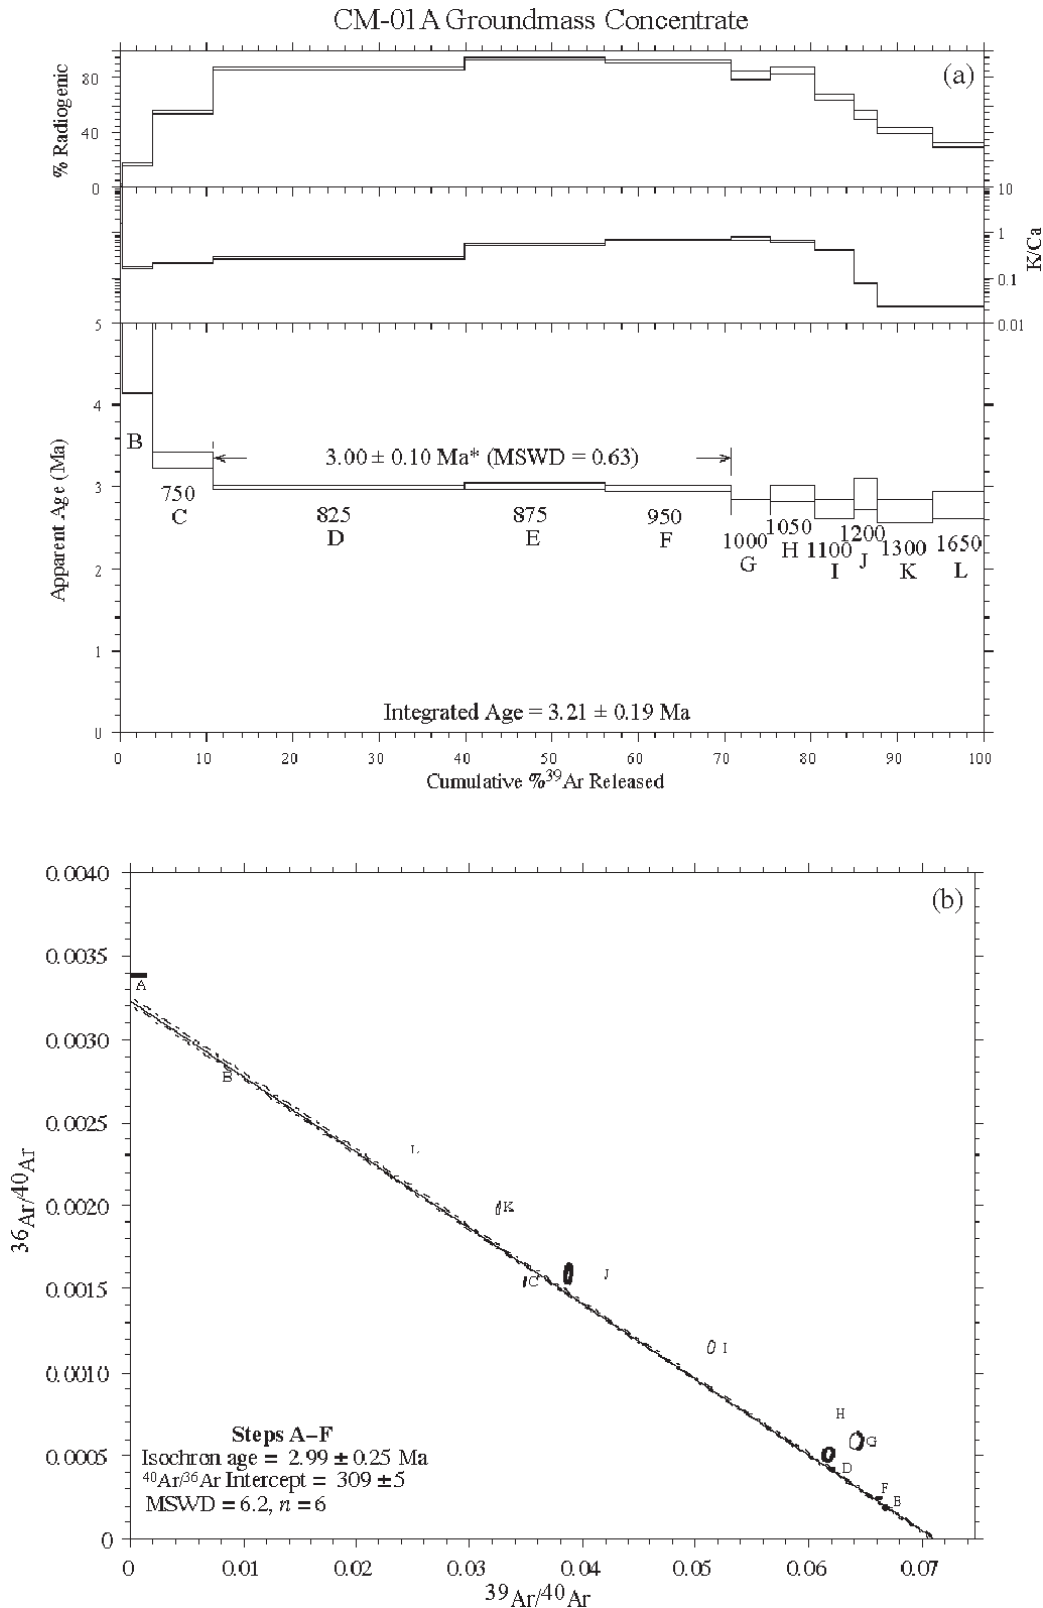 CM-01A Groundmass Concentrate
(a)
% Radiogenic
80
40
0
10
1
0.1
0.01
K/Ca
5
4
3
2
1
0
Apparent Age (Ma)
B
3.00 ± 0.10 Ma* (MSWD = 0.63)
750
C
825
D
875
E
950
F
1000
G
1050
H
1100
I
1200
J
1300
K
1650
L
Integrated Age = 3.21 ± 0.19 Ma
0 10 20 30 40 50 60 70 80 90 100
Cumulative %³⁹Ar Released
(b)
0.0040
0.0035
0.0030
0.0025
0.0020
0.0015
0.0010
0.0005
0
³⁶Ar/⁴⁰Ar
A
B
L
K
C
J
I
H
G
D
F
E
Steps A–F
Isochron age = 2.99 ± 0.25 Ma
⁴⁰Ar/³⁶Ar Intercept = 309 ±5
MSWD = 6.2, n = 6
0 0.01 0.02 0.03 0.04 0.05 0.06 0.07
³⁹Ar/⁴⁰Ar